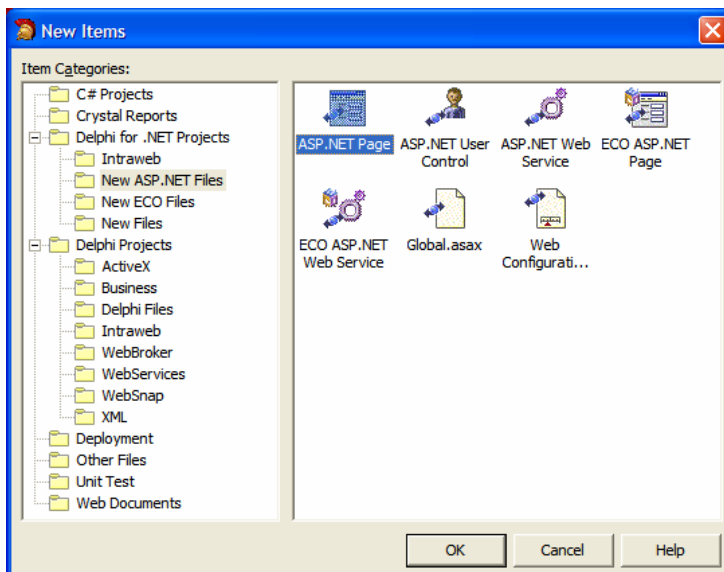 New Items
Item Categories:
C# Projects
Crystal Reports
Delphi for .NET Projects
Intraweb
New ASP.NET Files
New ECO Files
New Files
Delphi Projects
ActiveX
Business
Delphi Files
Intraweb
WebBroker
WebServices
WebSnap
XML
Deployment
Other Files
Unit Test
Web Documents
ASP.NET Page
ASP.NET User
Control
ASP.NET Web
Service
ECO ASP.NET
Page
ECO ASP.NET
Web Service
Global.asax
Web
Configurati...
OK
Cancel
Help